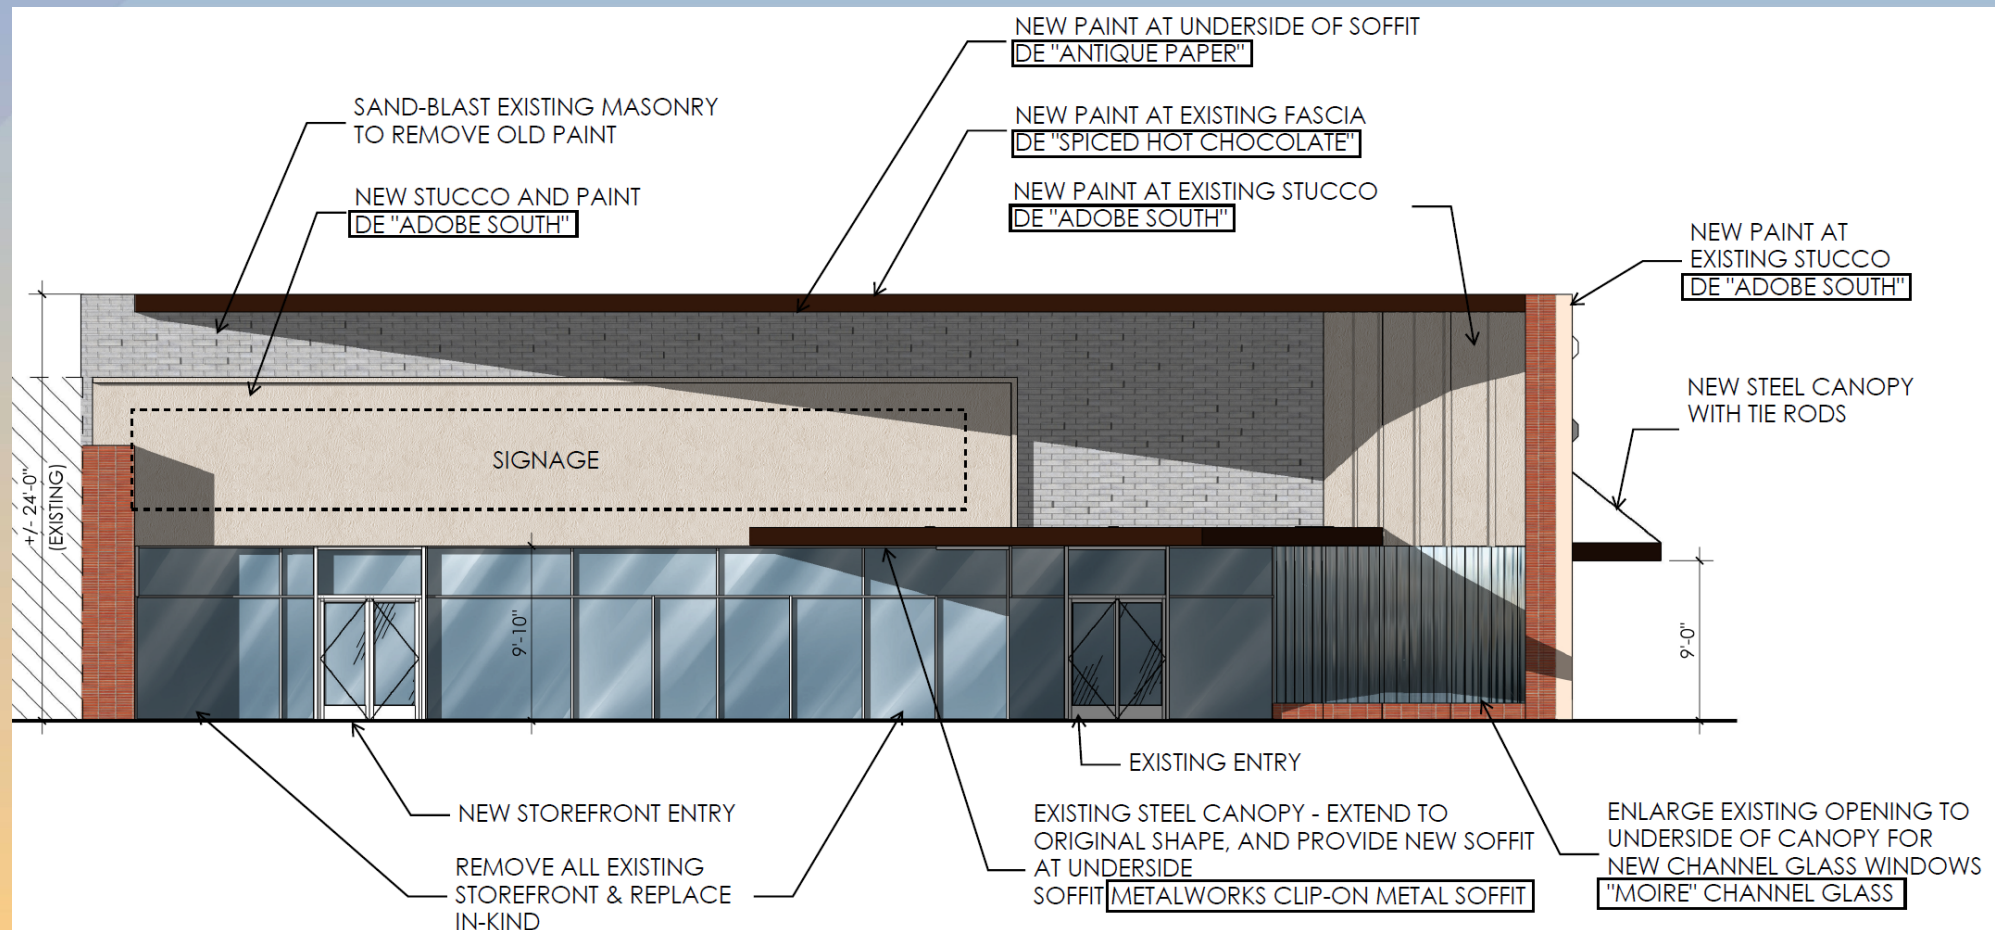 NEW PAINT AT UNDERSIDE OF SOFFIT
DE "ANTIQUE PAPER"
SAND-BLAST EXISTING MASONRY
TO REMOVE OLD PAINT
NEW PAINT AT EXISTING FASCIA
DE "SPICED HOT CHOCOLATE"
NEW STUCCO AND PAINT
DE "ADOBE SOUTH"
NEW PAINT AT EXISTING STUCCO
DE "ADOBE SOUTH"
NEW PAINT AT
EXISTING STUCCO
DE "ADOBE SOUTH"
NEW STEEL CANOPY
WITH TIE RODS
SIGNAGE
+/- 24'-0"
(EXISTING)
9'-10"
9'-0"
EXISTING ENTRY
NEW STOREFRONT ENTRY
REMOVE ALL EXISTING
STOREFRONT & REPLACE
IN-KIND
EXISTING STEEL CANOPY - EXTEND TO
ORIGINAL SHAPE, AND PROVIDE NEW SOFFIT
AT UNDERSIDE
SOFFIT METALWORKS CLIP-ON METAL SOFFIT
ENLARGE EXISTING OPENING TO
UNDERSIDE OF CANOPY FOR
NEW CHANNEL GLASS WINDOWS
"MOIRE" CHANNEL GLASS